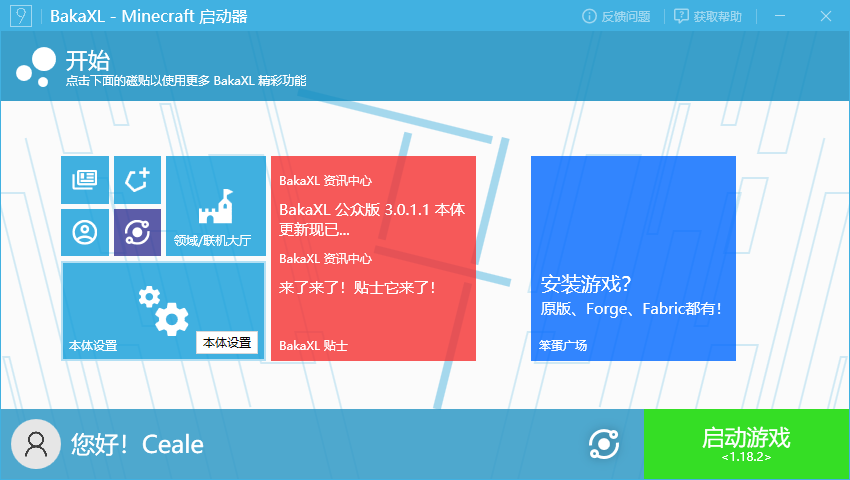 BakaXL - Minecraft 启动器
反馈问题
获取帮助
开始
点击下面的磁贴以使用更多 BakaXL 精彩功能
领域/联机大厅
本体设置
本体设置
BakaXL 资讯中心
BakaXL 公众版 3.0.1.1 本体
更新现已...
BakaXL 资讯中心
来了来了！贴士它来了！
BakaXL 贴士
安装游戏？
原版、Forge、Fabric都有！
笨蛋广场
您好！Ceale
启动游戏
<1.18.2>